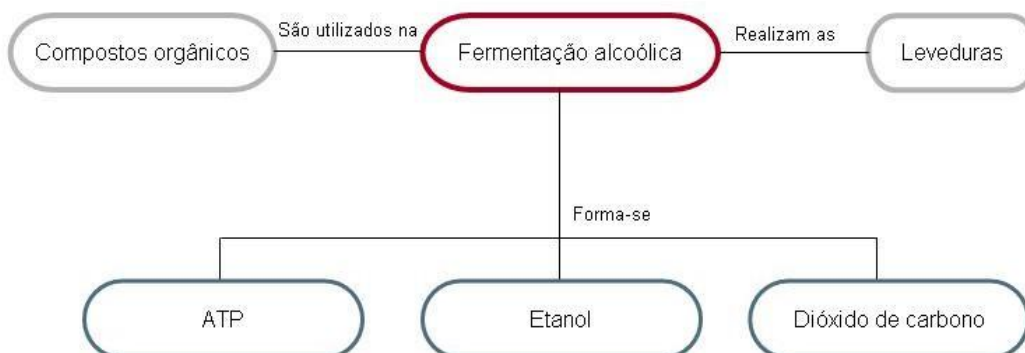 Compostos orgânicos
São utilizados na
Fermentação alcoólica
Realizam as
Leveduras
Forma-se
ATP
Etanol
Dióxido de carbono